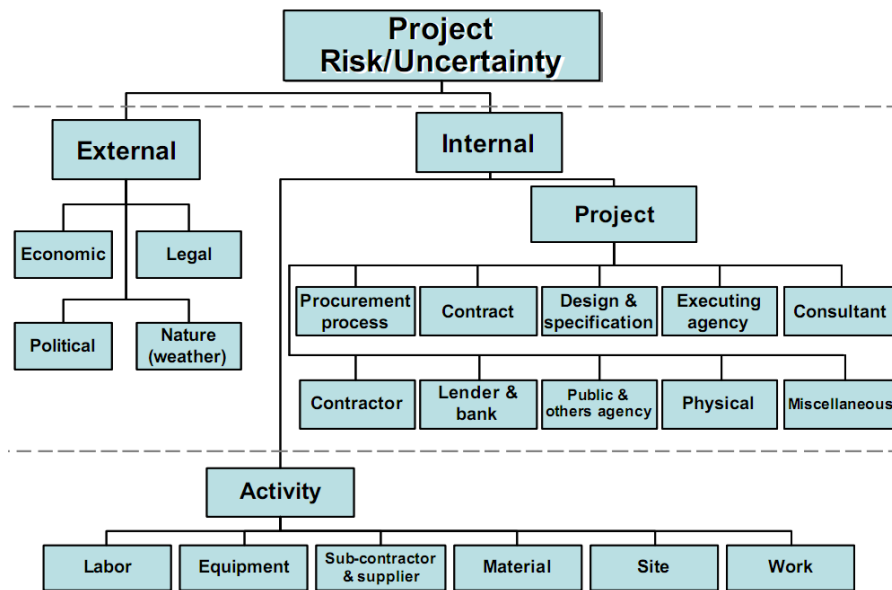 Project
Risk/Uncertainty
External
Internal
Project
Economic
Legal
Political
Nature
(weather)
Procurement
process
Contract
Design &
specification
Executing
agency
Consultant
Contractor
Lender &
bank
Public &
others agency
Physical
Miscellaneous
Activity
Labor
Equipment
Sub-contractor
& supplier
Material
Site
Work